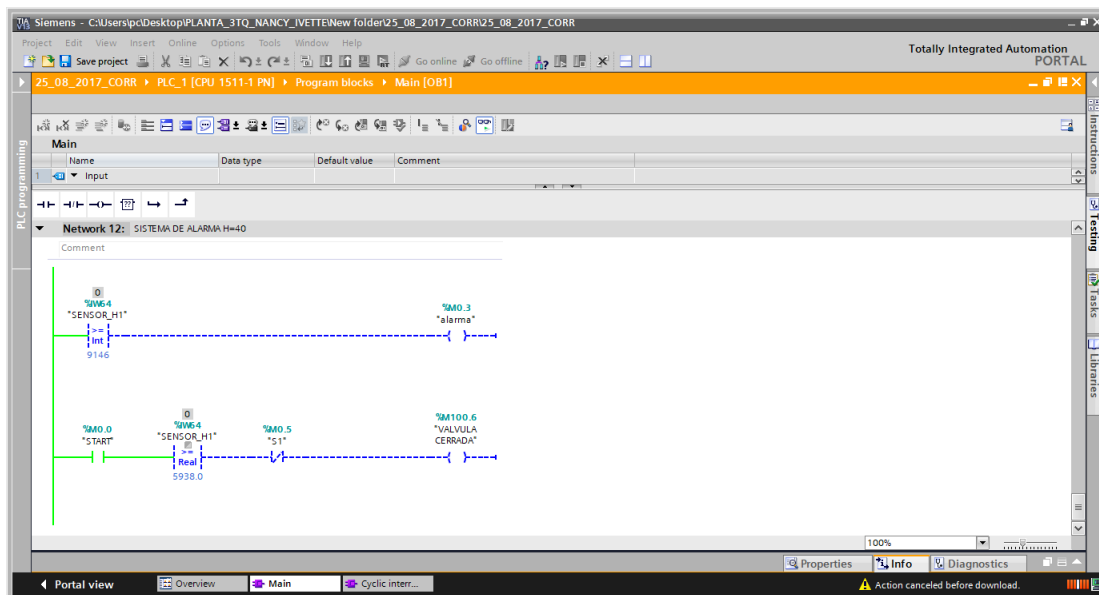 Siemens - C:\Users\pc\Desktop\PLANTA_3TQ_NANCY_IVETTE\New folder\25_08_2017_CORR\25_08_2017_CORR
Project Edit View Insert Online Options Tools Window Help
Totally Integrated Automation
PORTAL
Save project Go online Go offline
25_08_2017_CORR PLC_1 [CPU 1511-1 PN] Program blocks Main [OB1]
Main
Name Data type Default value Comment
1 Input
Network 12: SISTEMA DE ALARMA H=40
Comment
0
%IW64
"SENSOR_H1"
>=
Int
9146
%M0.3
"alarma"
%M0.0
"START"
0
%IW64
"SENSOR_H1"
>=
Real
5938.0
%M0.5
"S1"
%M100.6
"VALVULA
CERRADA"
100%
Properties Info Diagnostics
Portal view Overview Main Cyclic interr...
Action canceled before download.
PLC programming
Instructions
Testing
Tasks
Libraries